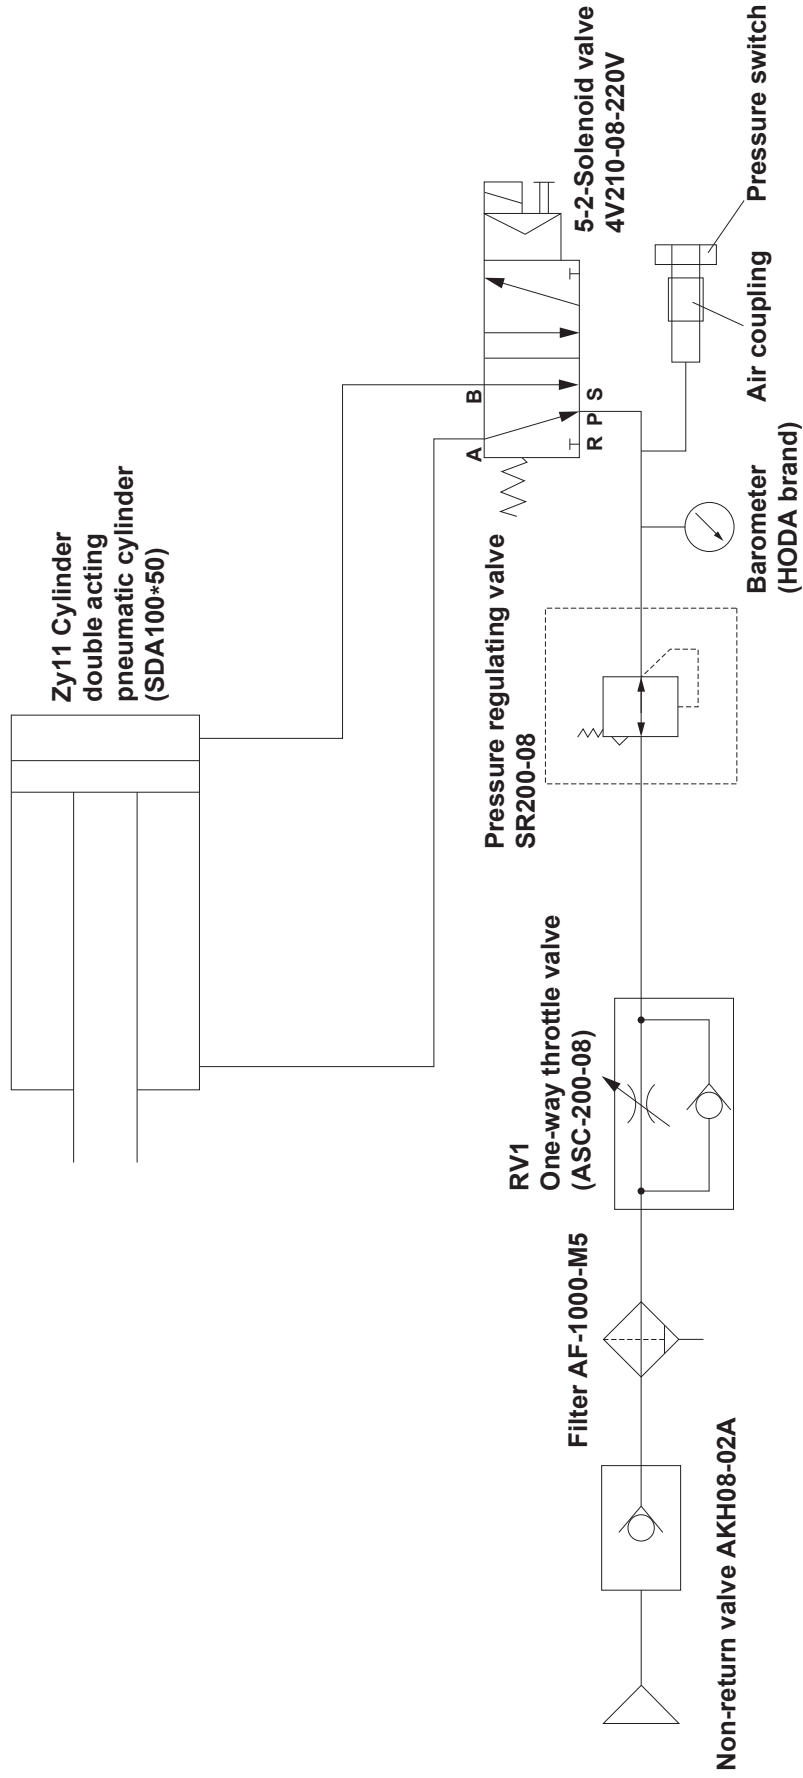 Zy11 Cylinder
double acting
pneumatic cylinder
(SDA100*50)
5-2-Solenoid valve
4V210-08-220V
A
B
R
P
S
Pressure regulating valve
SR200-08
RV1
One-way throttle valve
(ASC-200-08)
Filter AF-1000-M5
Non-return valve AKH08-02A
Barometer
(HODA brand)
Air coupling
Pressure switch